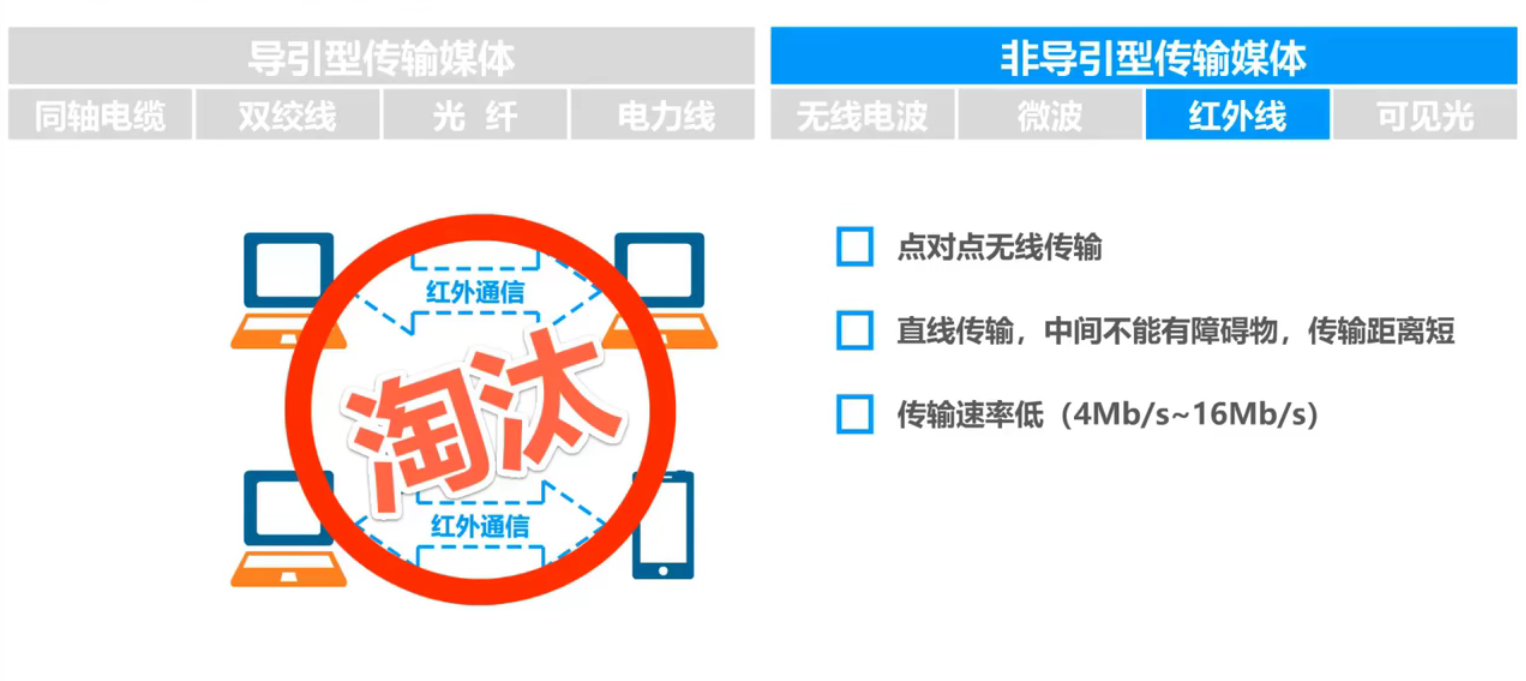 导引型传输媒体
非导引型传输媒体
同轴电缆
双绞线
光 纤
电力线
无线电波
微波
红外线
可见光
红外通信
淘汰
红外通信
点对点无线传输
直线传输，中间不能有障碍物，传输距离短
传输速率低（4Mb/s~16Mb/s）